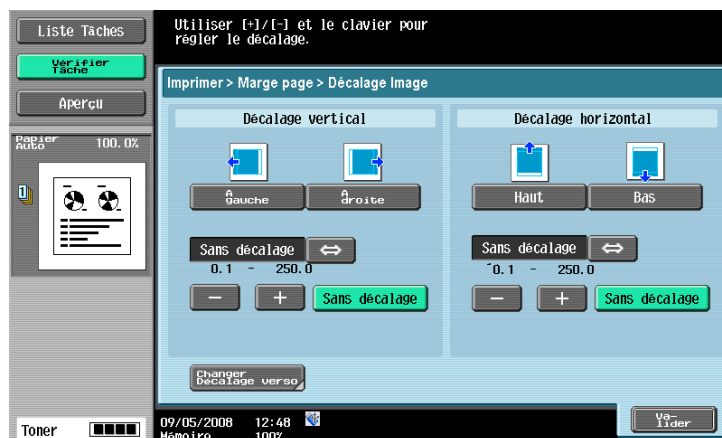 Liste Tâches
Vérifier
Tâche
Aperçu
Papier
Auto
100.0%
1
Toner
Utiliser [+]/[-] et le clavier pour
régler le décalage.
Imprimer > Marge page > Décalage Image
Décalage vertical
À
gauche
À
droite
Sans décalage
0.1 - 250.0
- + Sans décalage
Décalage horizontal
Haut
Bas
Sans décalage
0.1 - 250.0
- + Sans décalage
Changer
Décalage verso
09/05/2008 12:48
Mémoire 100%
Va-
lider